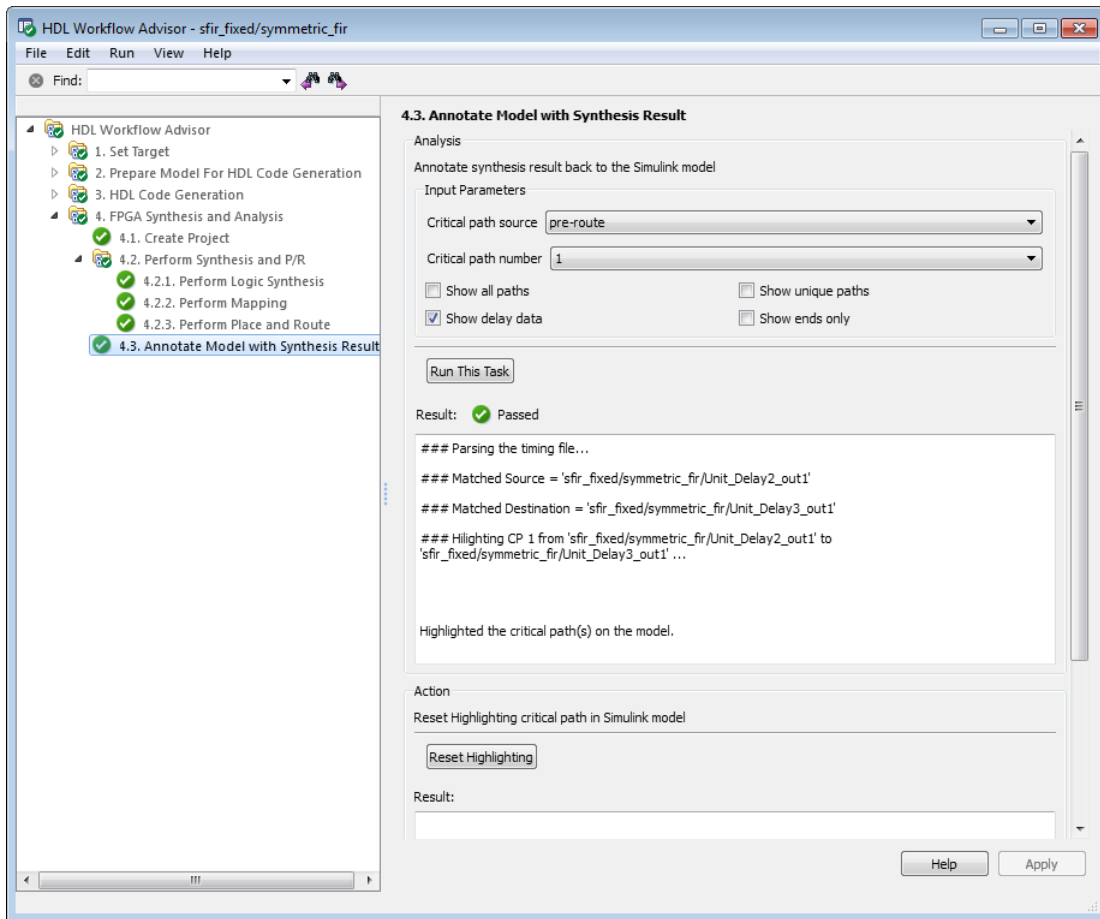 HDL Workflow Advisor - sfir_fixed/symmetric_fir
File Edit Run View Help
Find:
HDL Workflow Advisor
1. Set Target
2. Prepare Model For HDL Code Generation
3. HDL Code Generation
4. FPGA Synthesis and Analysis
4.1. Create Project
4.2. Perform Synthesis and P/R
4.2.1. Perform Logic Synthesis
4.2.2. Perform Mapping
4.2.3. Perform Place and Route
4.3. Annotate Model with Synthesis Result
4.3. Annotate Model with Synthesis Result
Analysis
Annotate synthesis result back to the Simulink model
Input Parameters
Critical path source pre-route
Critical path number 1
Show all paths Show unique paths
Show delay data Show ends only
Run This Task
Result: Passed
### Parsing the timing file...
### Matched Source = 'sfir_fixed/symmetric_fir/Unit_Delay2_out1'
### Matched Destination = 'sfir_fixed/symmetric_fir/Unit_Delay3_out1'
### Hilighting CP 1 from 'sfir_fixed/symmetric_fir/Unit_Delay2_out1' to
'sfir_fixed/symmetric_fir/Unit_Delay3_out1' ...
Highlighted the critical path(s) on the model.
Action
Reset Highlighting critical path in Simulink model
Reset Highlighting
Result:
Help Apply